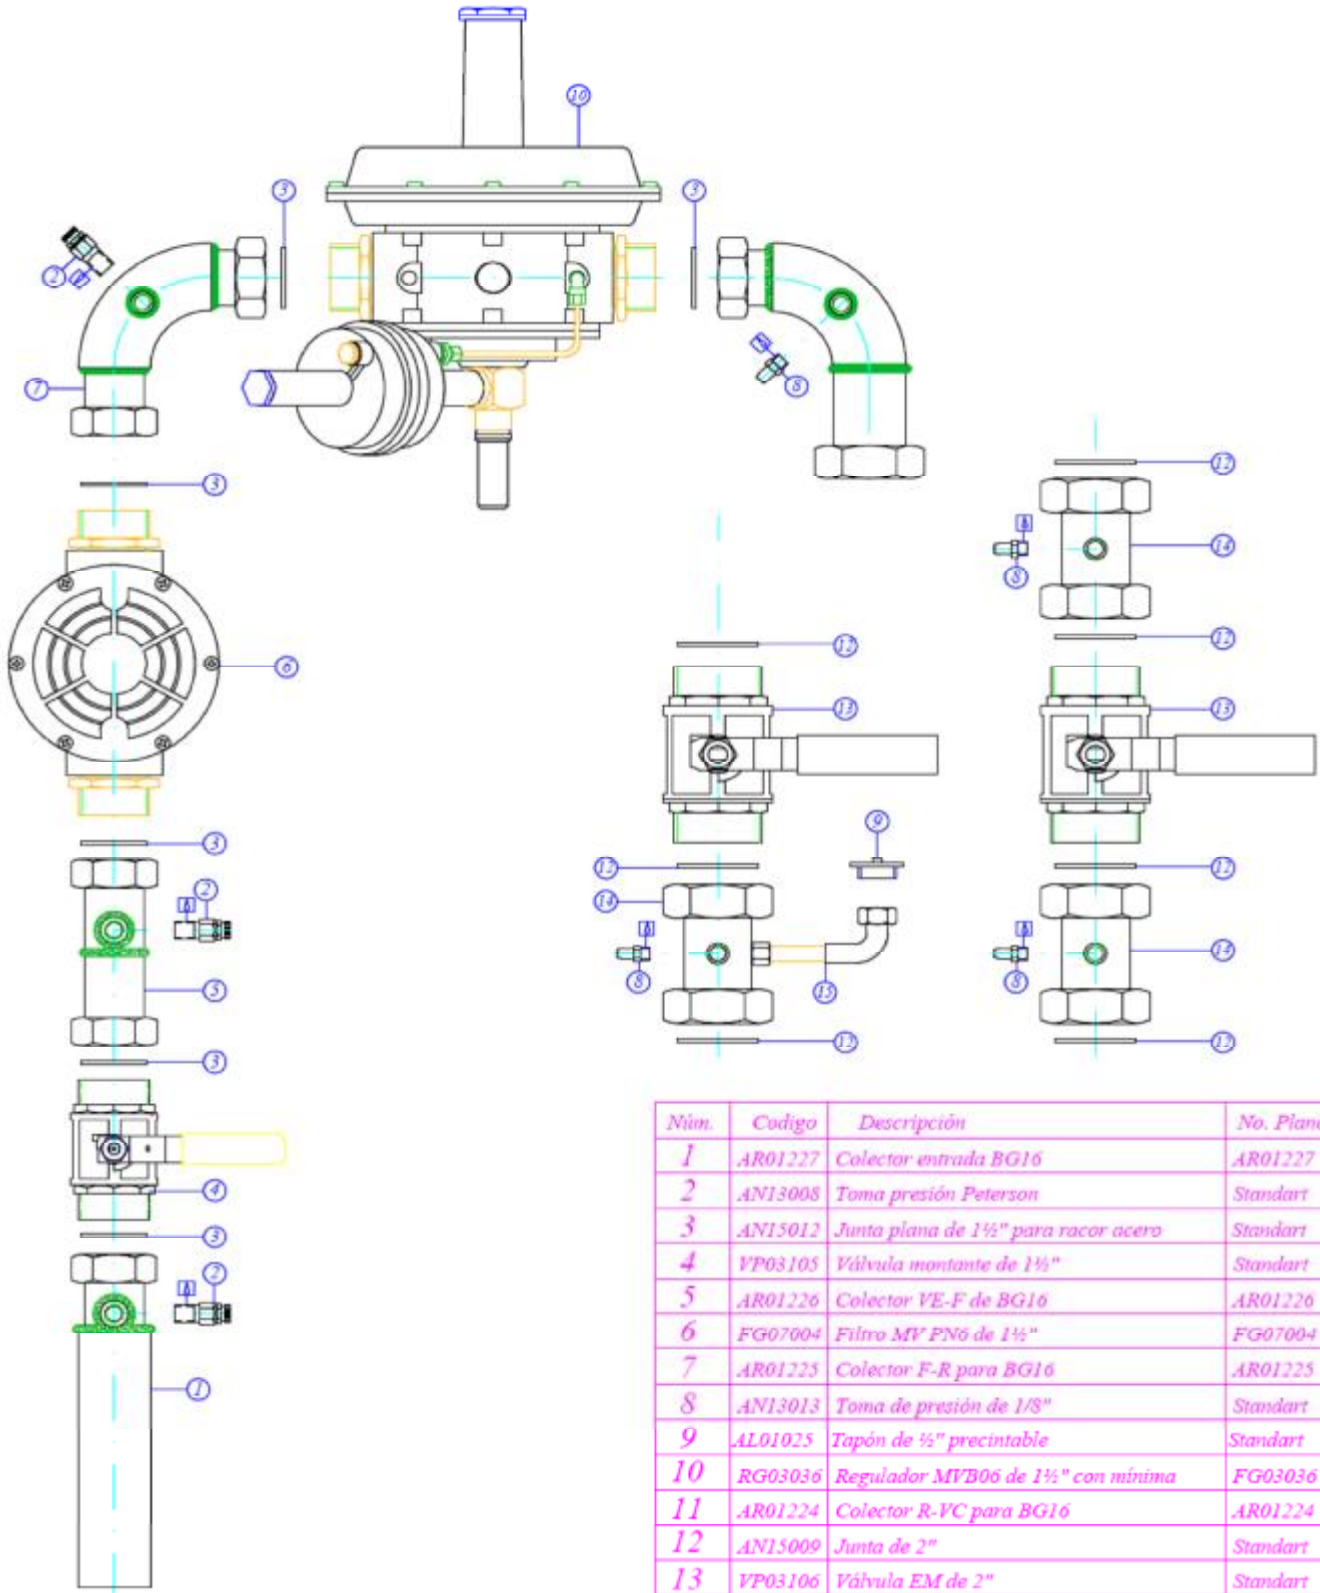 10
3
3
2
7
8
3
12
14
8
12
12
6
13
13
9
3
12
12
2
14
8
14
8
5
15
12
12
3
4
3
2
1
Núm. Codigo Descripción No. Plano
1 AR01227 Colector entrada BG16 AR01227
2 AN13008 Toma presión Peterson Standart
3 AN15012 Junta plana de 1½" para racor acero Standart
4 VP03105 Válvula montante de 1½" Standart
5 AR01226 Colector VE-F de BG16 AR01226
6 FG07004 Filtro MV PN6 de 1½" FG07004
7 AR01225 Colector F-R para BG16 AR01225
8 AN13013 Toma de presión de 1/8" Standart
9 AL01025 Tapón de ½" precintable Standart
10 RG03036 Regulador MVB06 de 1½" con mínima FG03036
11 AR01224 Colector R-VC para BG16 AR01224
12 AN15009 Junta de 2" Standart
13 VP03106 Válvula EM de 2" Standart